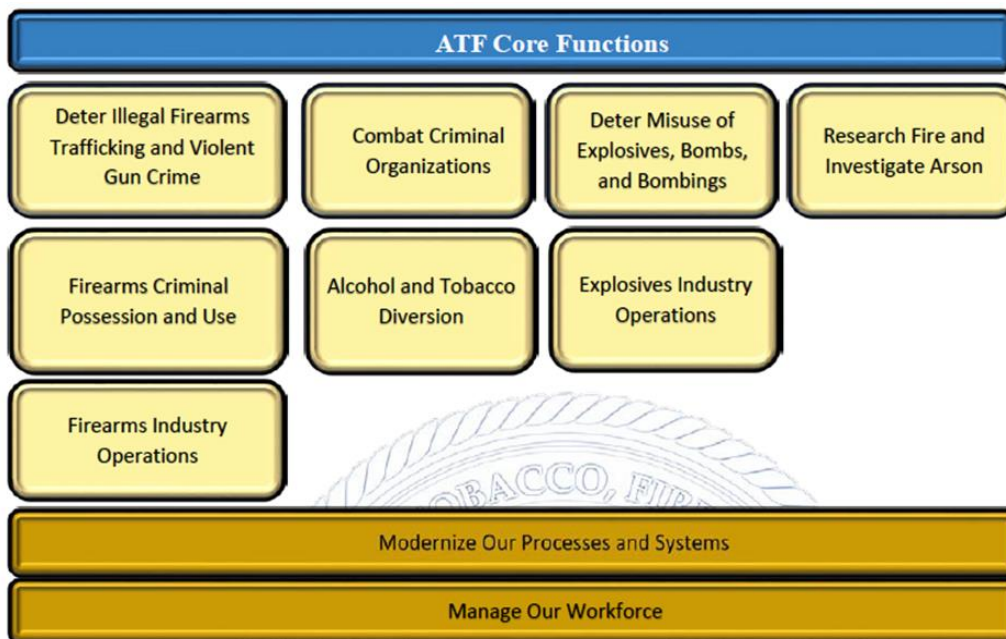 ATF Core Functions
Deter Illegal Firearms
Trafficking and Violent
Gun Crime
Combat Criminal
Organizations
Deter Misuse of
Explosives, Bombs,
and Bombings
Research Fire and
Investigate Arson
Firearms Criminal
Possession and Use
Alcohol and Tobacco
Diversion
Explosives Industry
Operations
Firearms Industry
Operations
OBACCO, FIRE
Modernize Our Processes and Systems
Manage Our Workforce